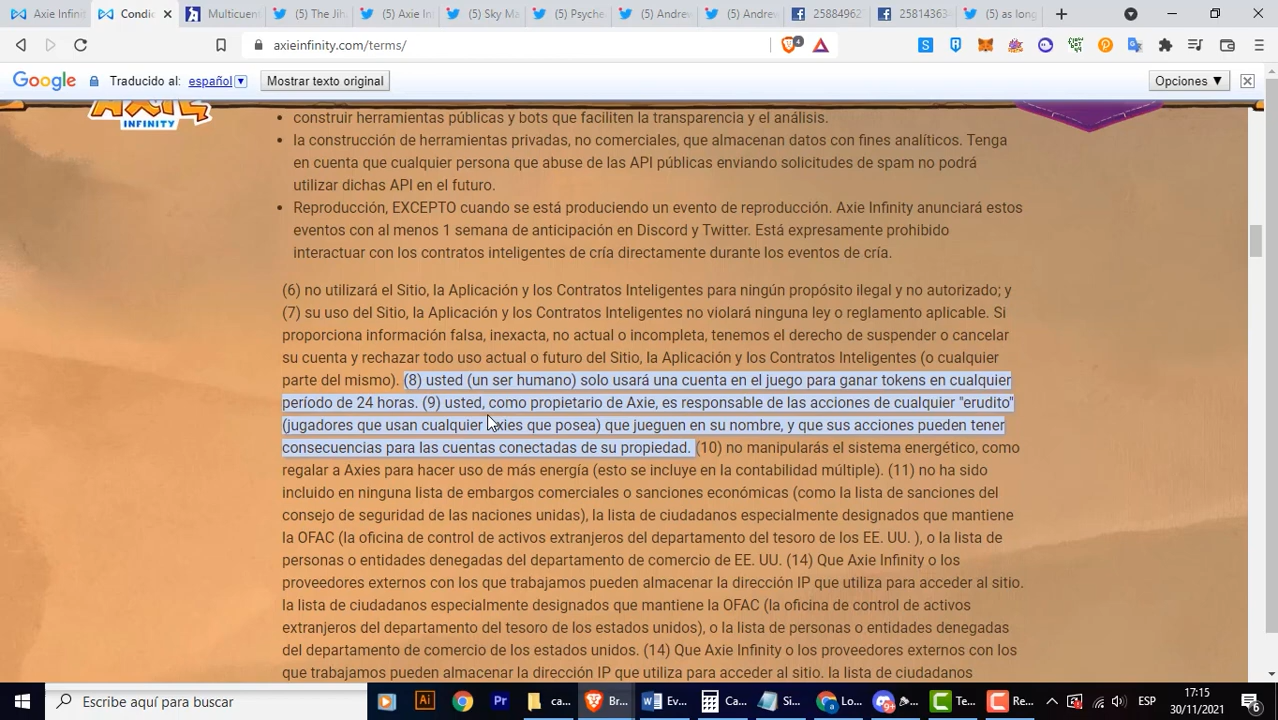 Axie Infi
Condic
Multicuent
(5) The Jih
(5) Axie In
(5) Sky Ma
(5) Psyche
(5) Andrew
(5) Andrew
25884962
25814363
(5) as long
axieinfinity.com/terms/
4
Google
Traducido al: español
Mostrar texto original
Opciones ▼
AXIE
INFINITY
• construir herramientas públicas y bots que faciliten la transparencia y el análisis.
• la construcción de herramientas privadas, no comerciales, que almacenan datos con fines analíticos. Tenga
en cuenta que cualquier persona que abuse de las API públicas enviando solicitudes de spam no podrá
utilizar dichas API en el futuro.
• Reproducción, EXCEPTO cuando se está produciendo un evento de reproducción. Axie Infinity anunciará estos
eventos con al menos 1 semana de anticipación en Discord y Twitter. Está expresamente prohibido
interactuar con los contratos inteligentes de cría directamente durante los eventos de cría.
(6) no utilizará el Sitio, la Aplicación y los Contratos Inteligentes para ningún propósito ilegal y no autorizado; y
(7) su uso del Sitio, la Aplicación y los Contratos Inteligentes no violará ninguna ley o reglamento aplicable. Si
proporciona información falsa, inexacta, no actual o incompleta, tenemos el derecho de suspender o cancelar
su cuenta y rechazar todo uso actual o futuro del Sitio, la Aplicación y los Contratos Inteligentes (o cualquier
parte del mismo). (8) usted (un ser humano) solo usará una cuenta en el juego para ganar tokens en cualquier
período de 24 horas. (9) usted, como propietario de Axie, es responsable de las acciones de cualquier "erudito"
(jugadores que usan cualquier Axies que posea) que jueguen en su nombre, y que sus acciones pueden tener
consecuencias para las cuentas conectadas de su propiedad. (10) no manipularás el sistema energético, como
regalar a Axies para hacer uso de más energía (esto se incluye en la contabilidad múltiple). (11) no ha sido
incluido en ninguna lista de embargos comerciales o sanciones económicas (como la lista de sanciones del
consejo de seguridad de las naciones unidas), la lista de ciudadanos especialmente designados que mantiene
la OFAC (la oficina de control de activos extranjeros del departamento del tesoro de los EE. UU. ), o la lista de
personas o entidades denegadas del departamento de comercio de EE. UU. (14) Que Axie Infinity o los
proveedores externos con los que trabajamos pueden almacenar la dirección IP que utiliza para acceder al sitio.
la lista de ciudadanos especialmente designados que mantiene la OFAC (la oficina de control de activos
extranjeros del departamento del tesoro de los estados unidos), o la lista de personas o entidades denegadas
del departamento de comercio de los estados unidos. (14) Que Axie Infinity o los proveedores externos con los
que trabajamos pueden almacenar la dirección IP que utiliza para acceder al sitio. la lista de ciudadanos
Escribe aquí para buscar
Ai
Pr
ca...
Br...
Ev...
Ca...
Si...
Lo...
Te...
Re...
ESP
17:15
30/11/2021
6